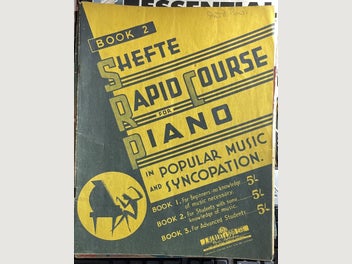 ESSENTIAL
BOOK 2
SHEFTE
RAPID COURSE
FOR
PIANO
IN POPULAR MUSIC
AND SYNCOPATION.
BOOK 1. For Beginners: no knowledge of music necessary. 5/-
BOOK 2. For Students with some knowledge of music. 5/-
BOOK 3. For Advanced Students. 5/-